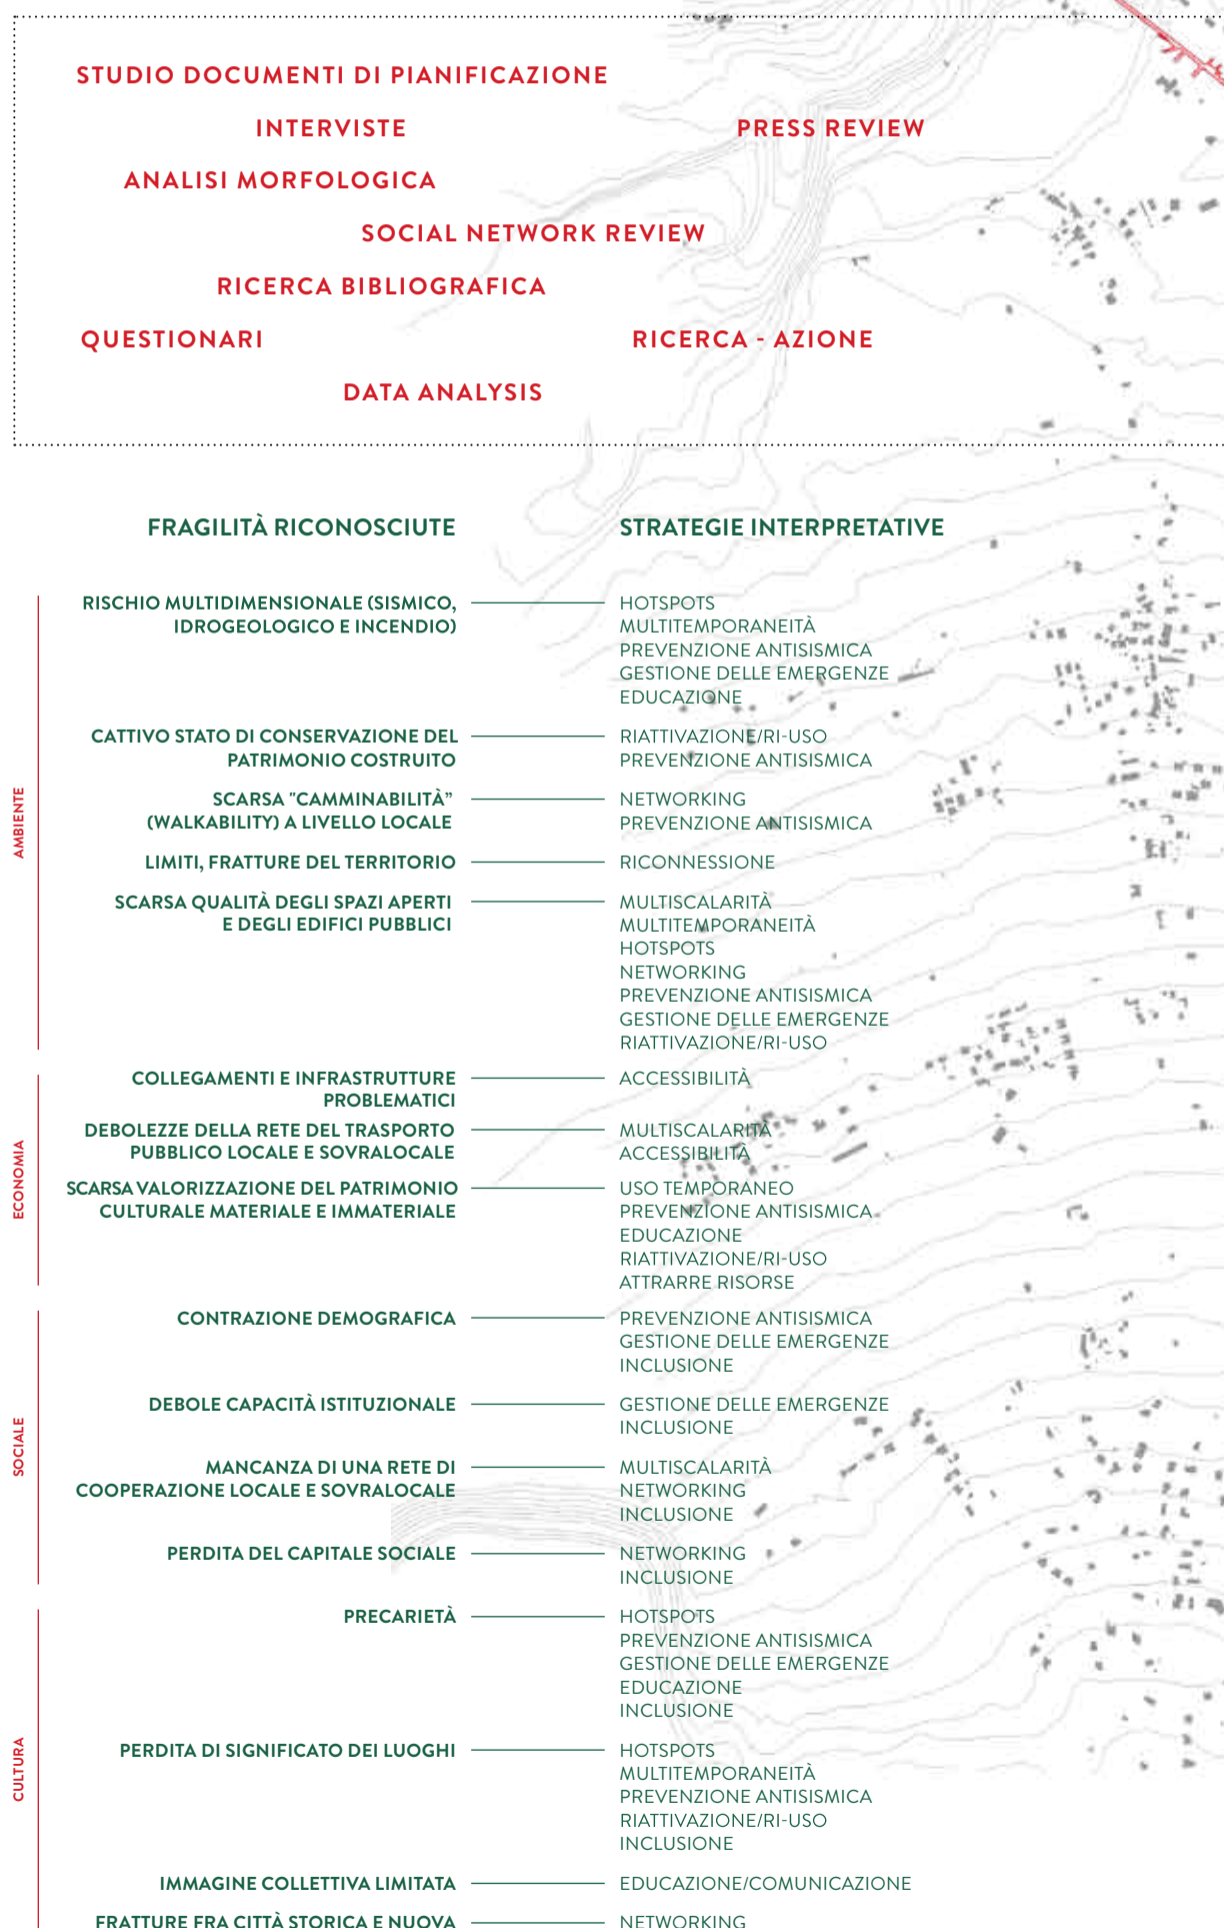 STUDIO DOCUMENTI DI PIANIFICAZIONE
INTERVISTE
PRESS REVIEW
ANALISI MORFOLOGICA
SOCIAL NETWORK REVIEW
RICERCA BIBLIOGRAFICA
QUESTIONARI
RICERCA - AZIONE
DATA ANALYSIS
FRAGILITÀ RICONOSCIUTE
STRATEGIE INTERPRETATIVE
AMBIENTE
RISCHIO MULTIDIMENSIONALE (SISMICO,
IDROGEOLOGICO E INCENDIO)
HOTSPOTS
MULTITEMPORANEITÀ
PREVENZIONE ANTISISMICA
GESTIONE DELLE EMERGENZE
EDUCAZIONE
CATTIVO STATO DI CONSERVAZIONE DEL
PATRIMONIO COSTRUITO
RIATTIVAZIONE/RI-USO
PREVENZIONE ANTISISMICA
SCARSA "CAMMINABILITÀ”
(WALKABILITY) A LIVELLO LOCALE
NETWORKING
PREVENZIONE ANTISISMICA
LIMITI, FRATTURE DEL TERRITORIO
RICONNESSIONE
SCARSA QUALITÀ DEGLI SPAZI APERTI
E DEGLI EDIFICI PUBBLICI
MULTISCALARITÀ
MULTITEMPORANEITÀ
HOTSPOTS
NETWORKING
PREVENZIONE ANTISISMICA
GESTIONE DELLE EMERGENZE
RIATTIVAZIONE/RI-USO
ECONOMIA
COLLEGAMENTI E INFRASTRUTTURE
PROBLEMATICI
ACCESSIBILITÀ
DEBOLEZZE DELLA RETE DEL TRASPORTO
PUBBLICO LOCALE E SOVRALOCALE
MULTISCALARITÀ
ACCESSIBILITÀ
SCARSA VALORIZZAZIONE DEL PATRIMONIO
CULTURALE MATERIALE E IMMATERIALE
USO TEMPORANEO
PREVENZIONE ANTISISMICA
EDUCAZIONE
RIATTIVAZIONE/RI-USO
ATTRARRE RISORSE
SOCIALE
CONTRAZIONE DEMOGRAFICA
PREVENZIONE ANTISISMICA
GESTIONE DELLE EMERGENZE
INCLUSIONE
DEBOLE CAPACITÀ ISTITUZIONALE
GESTIONE DELLE EMERGENZE
INCLUSIONE
MANCANZA DI UNA RETE DI
COOPERAZIONE LOCALE E SOVRALOCALE
MULTISCALARITÀ
NETWORKING
INCLUSIONE
PERDITA DEL CAPITALE SOCIALE
NETWORKING
INCLUSIONE
CULTURA
PRECARIETÀ
HOTSPOTS
PREVENZIONE ANTISISMICA
GESTIONE DELLE EMERGENZE
EDUCAZIONE
INCLUSIONE
PERDITA DI SIGNIFICATO DEI LUOGHI
HOTSPOTS
MULTITEMPORANEITÀ
PREVENZIONE ANTISISMICA
RIATTIVAZIONE/RI-USO
INCLUSIONE
IMMAGINE COLLETTIVA LIMITATA
EDUCAZIONE/COMUNICAZIONE
FRATTURE FRA CITTÀ STORICA E NUOVA
NETWORKING